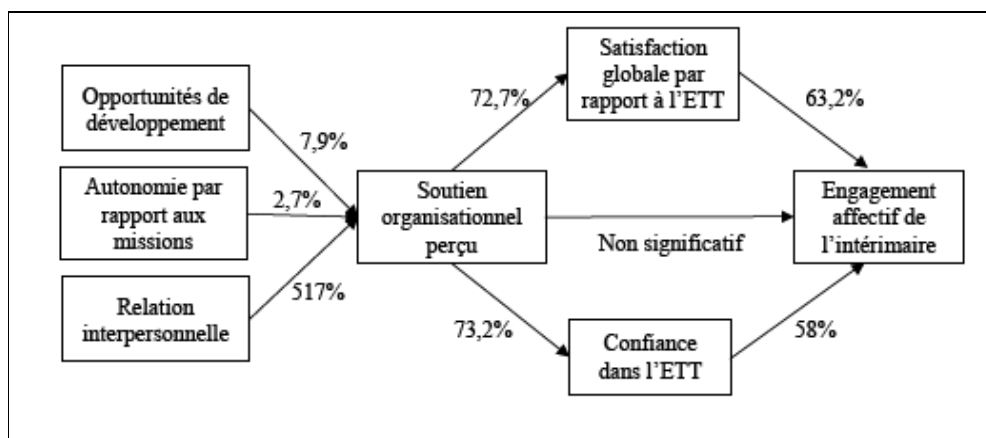 Opportunités de
développement
7,9%
Autonomie par
rapport aux
missions
2,7%
Relation
interpersonnelle
517%
Soutien
organisationnel
perçu
72,7%
Satisfaction
globale par
rapport à l'ETT
63,2%
Non significatif
73,2%
Confiance
dans l'ETT
58%
Engagement
affectif de
l'intérimaire